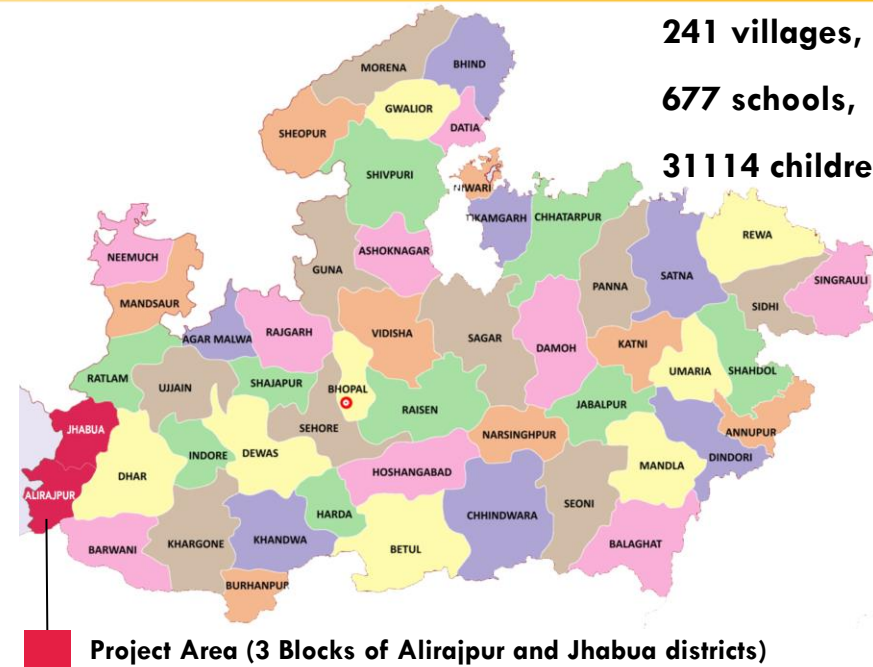 241 villages,
677 schools,
31114 childre
MORENA
BHIND
GWALIOR
DATIA
SHEOPUR
SHIVPURI
NIWARI
TIKAMGARH
CHHATARPUR
REWA
NEEMUCH
ASHOKNAGAR
GUNA
PANNA
SATNA
SINGRAULI
SIDHI
MANDSAUR
AGAR MALWA
RAJGARH
VIDISHA
SAGAR
DAMOH
KATNI
UMARIA
SHAHDOL
RATLAM
UJJAIN
SHAJAPUR
BHOPAL
RAISEN
JABALPUR
ANNUPUR
JHABUA
SEHORE
NARSINGHPUR
INDORE
DEWAS
DINDORI
DHAR
HOSHANGABAD
MANDLA
ALIRAJPUR
HARDA
CHHINDWARA
SEONI
BARWANI
KHARGONE
KHANDWA
BETUL
BALAGHAT
BURHANPUR
Project Area (3 Blocks of Alirajpur and Jhabua districts)